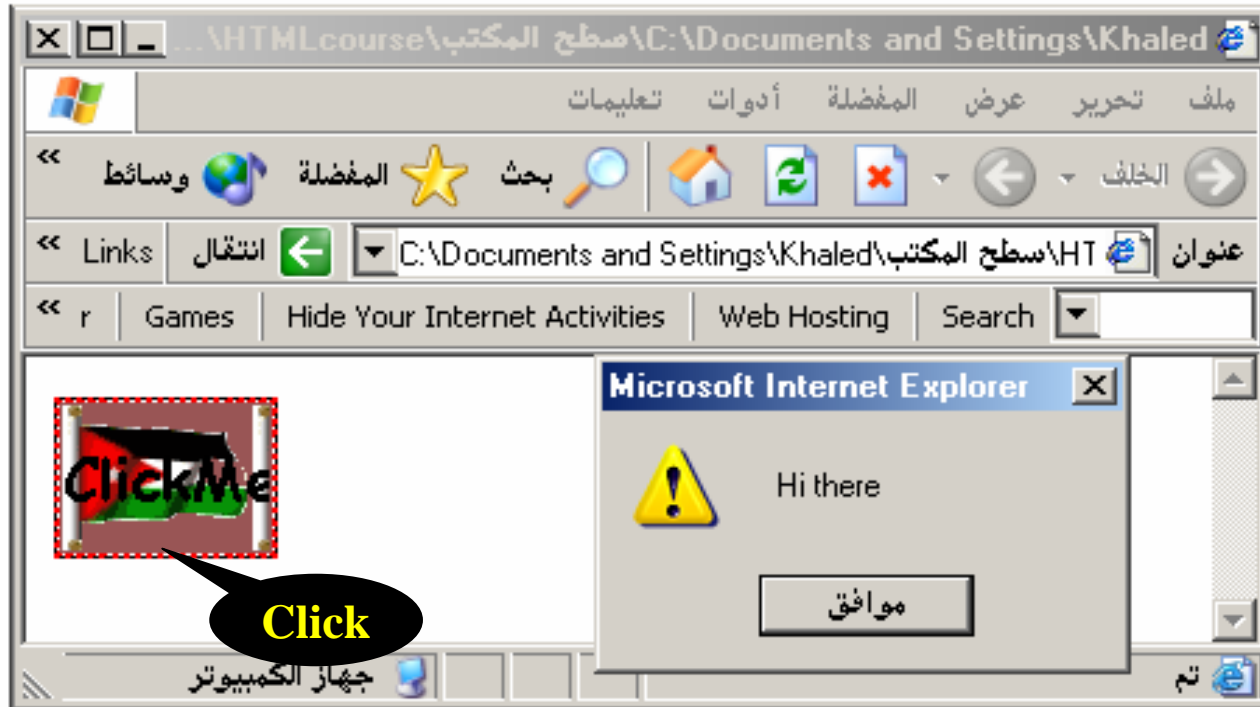 C:\Documents and Settings\Khaled\سطح المكتب\HTMLcourse\...
ملف تحرير عرض المفضلة أدوات تعليمات
الخلف بحث المفضلة وسائط »
عنوان C:\Documents and Settings\Khaled\سطح المكتب\HT انتقال Links »
Search Web Hosting Hide Your Internet Activities Games r »
Microsoft Internet Explorer
Hi there
موافق
ClickMe
Click
تم جهاز الكمبيوتر